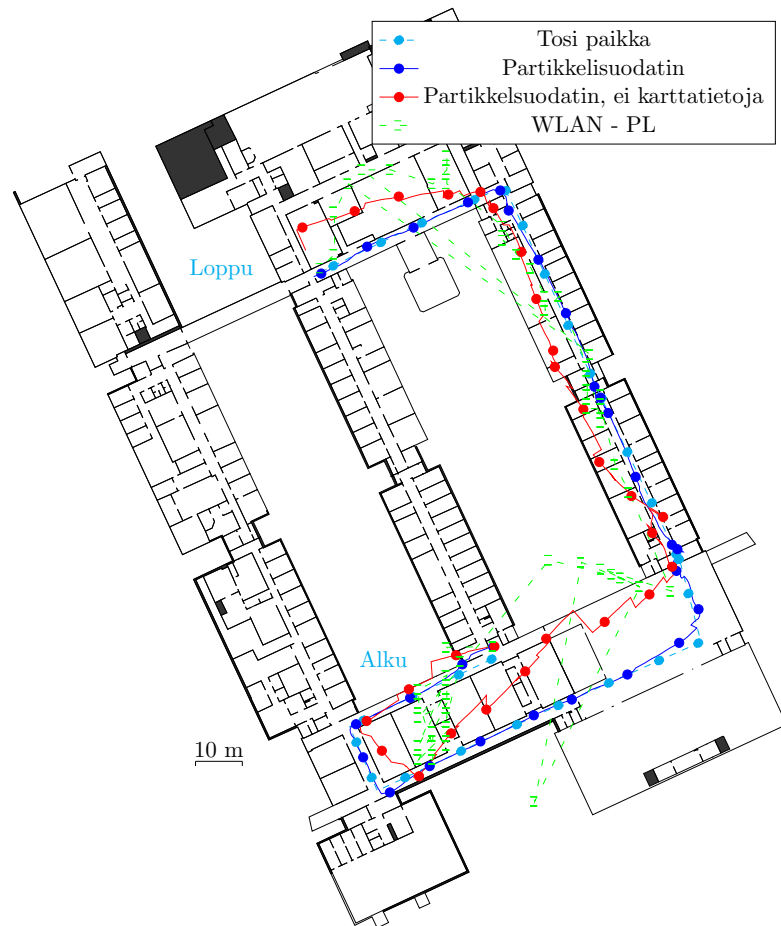 Tosi paikka
Partikkelisuodatin
Partikkelsuodatin, ei karttatietoja
WLAN - PL
Loppu
Alku
10 m